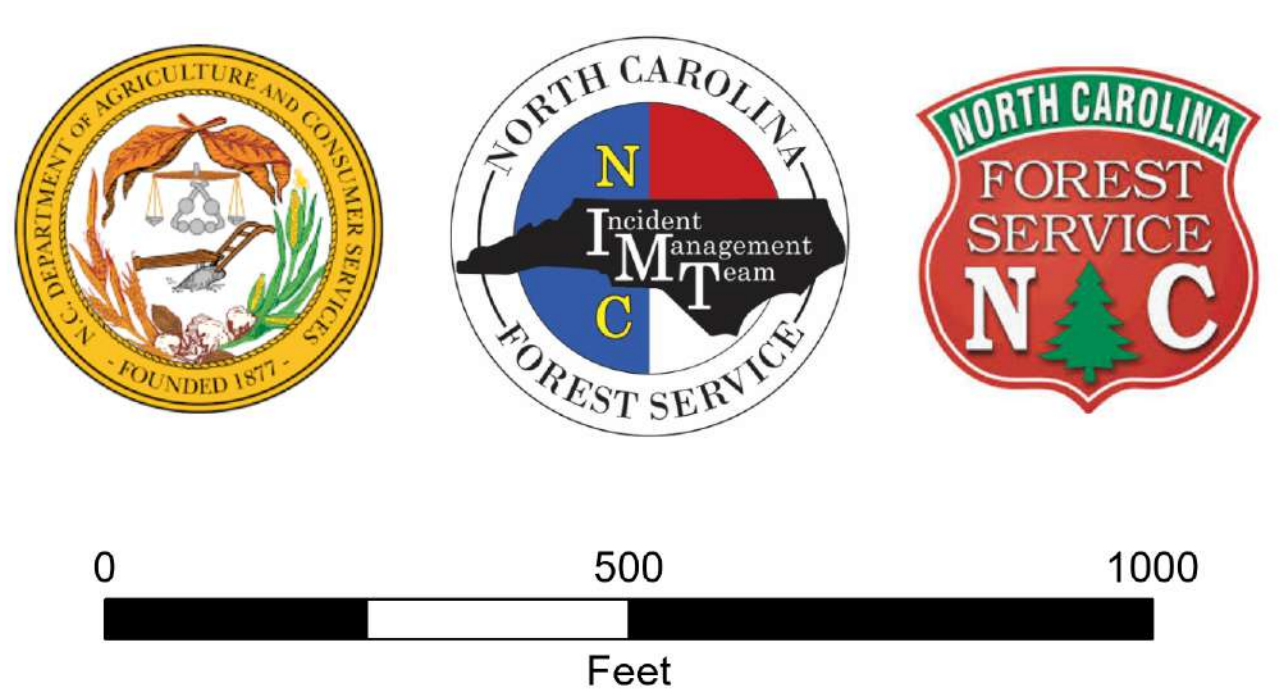 N.C. DEPARTMENT OF AGRICULTURE AND CONSUMER SERVICES
- FOUNDED 1877 -
NORTH CAROLINA
N
Incident
Management
Team
C
FOREST SERVICE
NORTH CAROLINA
FOREST
SERVICE
N C
0 500 1000
Feet